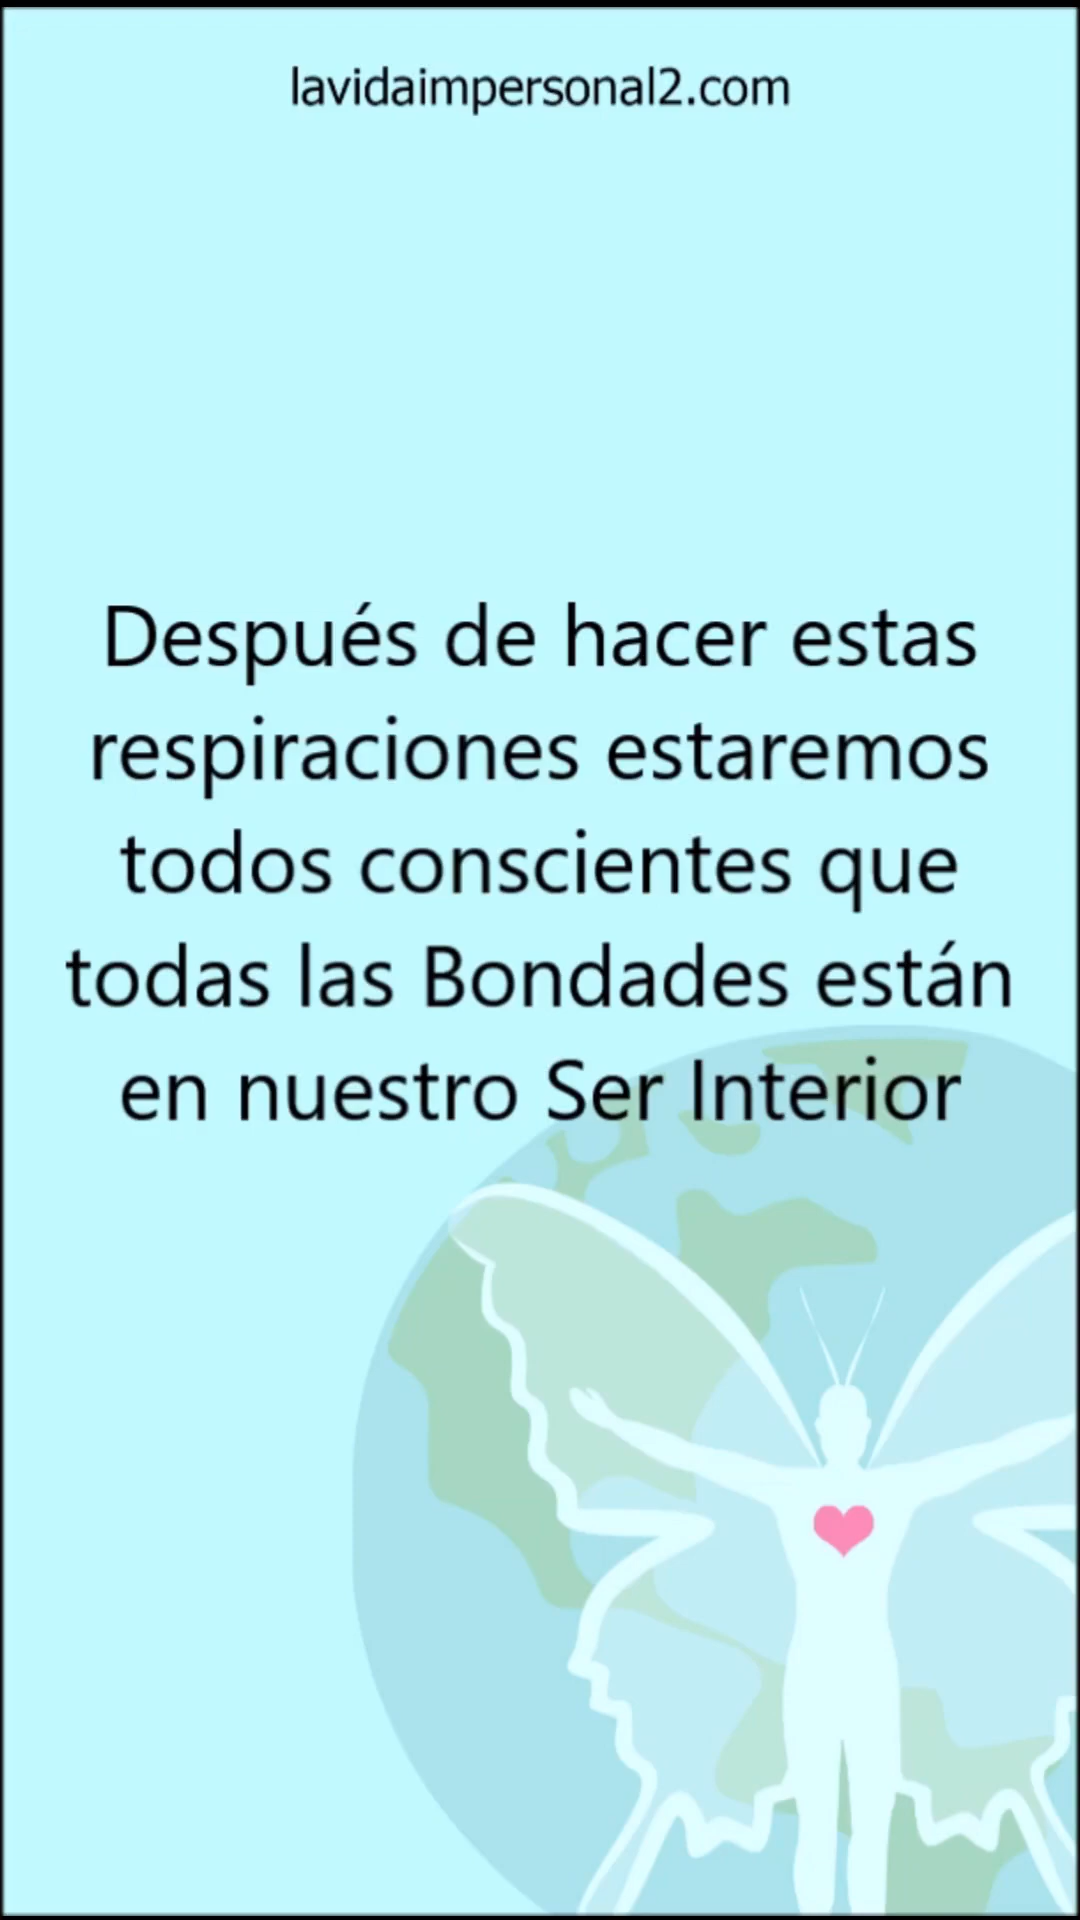 lavidaimpersonal2.com
Después de hacer estas
respiraciones estaremos
todos conscientes que
todas las Bondades están
en nuestro Ser Interior